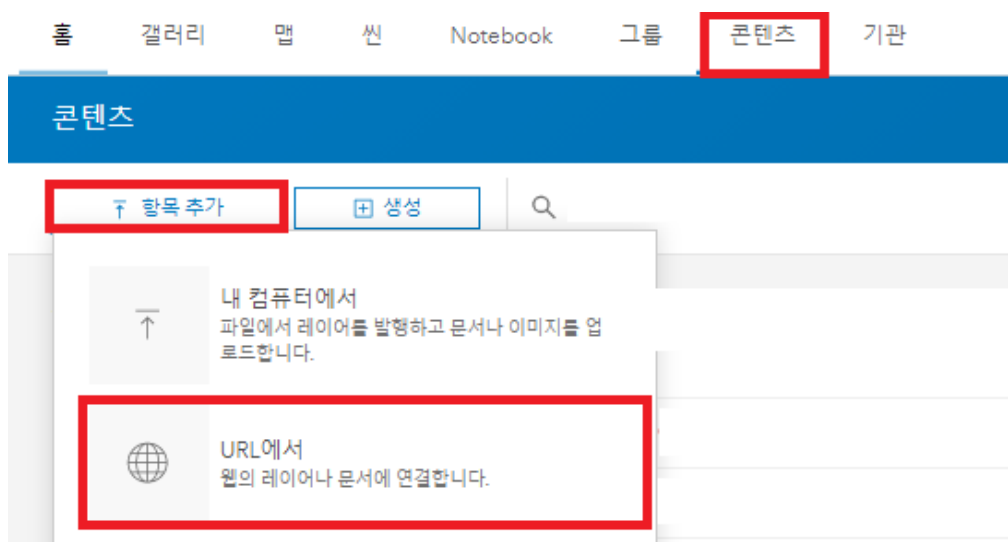 홈 갤러리 맵 씬 Notebook 그룹 콘텐츠 기관
콘텐츠
항목 추가 생성
내 컴퓨터에서
파일에서 레이어를 발행하고 문서나 이미지를 업
로드합니다.
URL에서
웹의 레이어나 문서에 연결합니다.